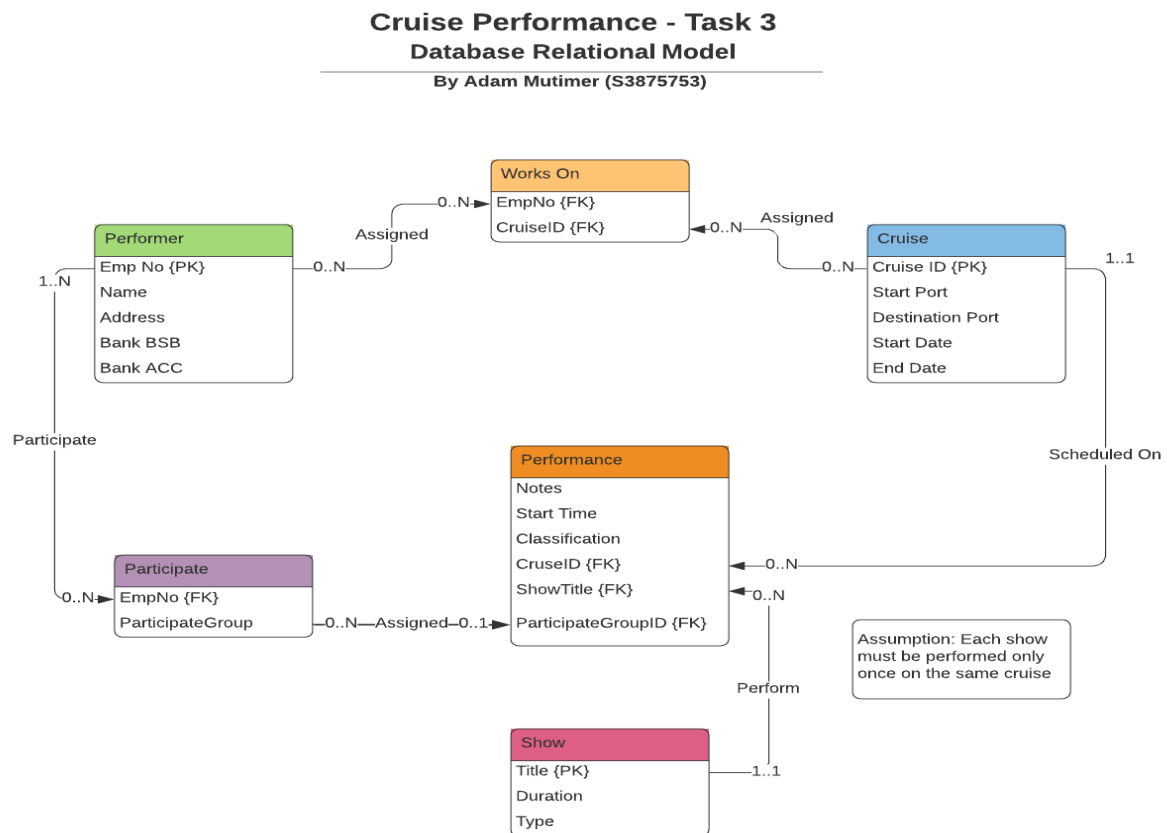 Cruise Performance - Task 3
Database Relational Model
By Adam Mutimer (S3875753)
Works On
EmpNo {FK}
CruiseID {FK}
0..N
Assigned
0..N
Assigned
0..N
0..N
Performer
Emp No {PK}
Name
Address
Bank BSB
Bank ACC
Cruise
Cruise ID {PK}
Start Port
Destination Port
Start Date
End Date
1..N
1..1
Participate
Scheduled On
Performance
Notes
Start Time
Classification
CruseID {FK}
ShowTitle {FK}
ParticipateGroupID {FK}
0..N
0..N
Participate
EmpNo {FK}
ParticipateGroup
0..N
0..N
Assigned
0..1
Assumption: Each show
must be performed only
once on the same cruise
Perform
Show
Title {PK}
Duration
Type
1..1